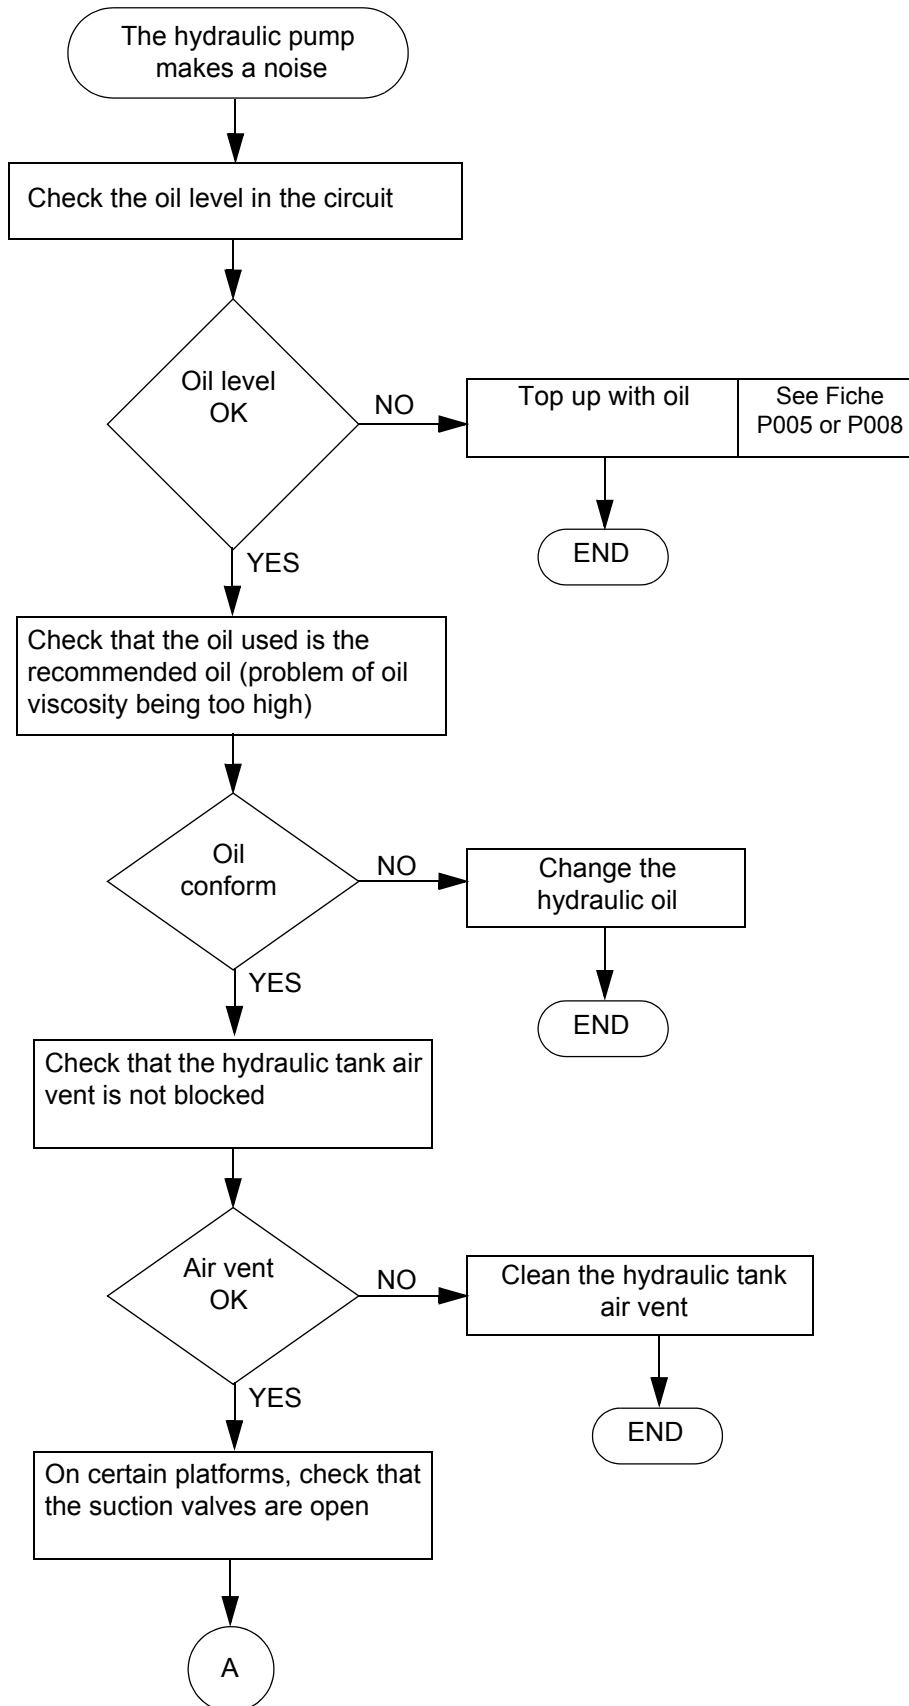 The hydraulic pump
makes a noise
Check the oil level in the circuit
Oil level
OK
NO
Top up with oil
See Fiche
P005 or P008
END
YES
Check that the oil used is the
recommended oil (problem of oil
viscosity being too high)
Oil
conform
NO
Change the
hydraulic oil
END
YES
Check that the hydraulic tank air
vent is not blocked
Air vent
OK
NO
Clean the hydraulic tank
air vent
END
YES
On certain platforms, check that
the suction valves are open
A